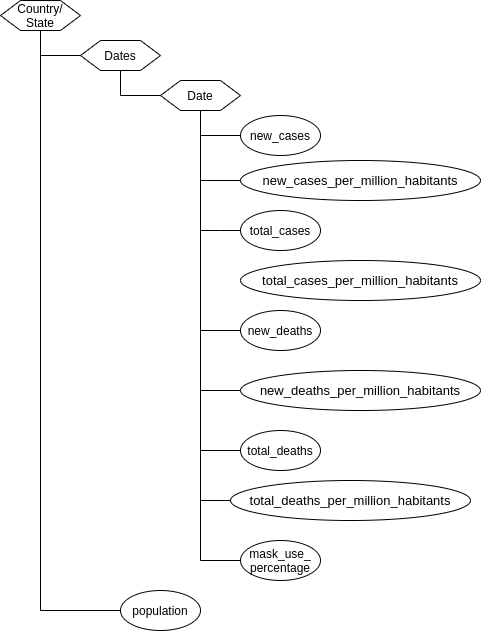 Country/
State
Dates
Date
new_cases
new_cases_per_million_habitants
total_cases
total_cases_per_million_habitants
new_deaths
new_deaths_per_million_habitants
total_deaths
total_deaths_per_million_habitants
mask_use_
percentage
population